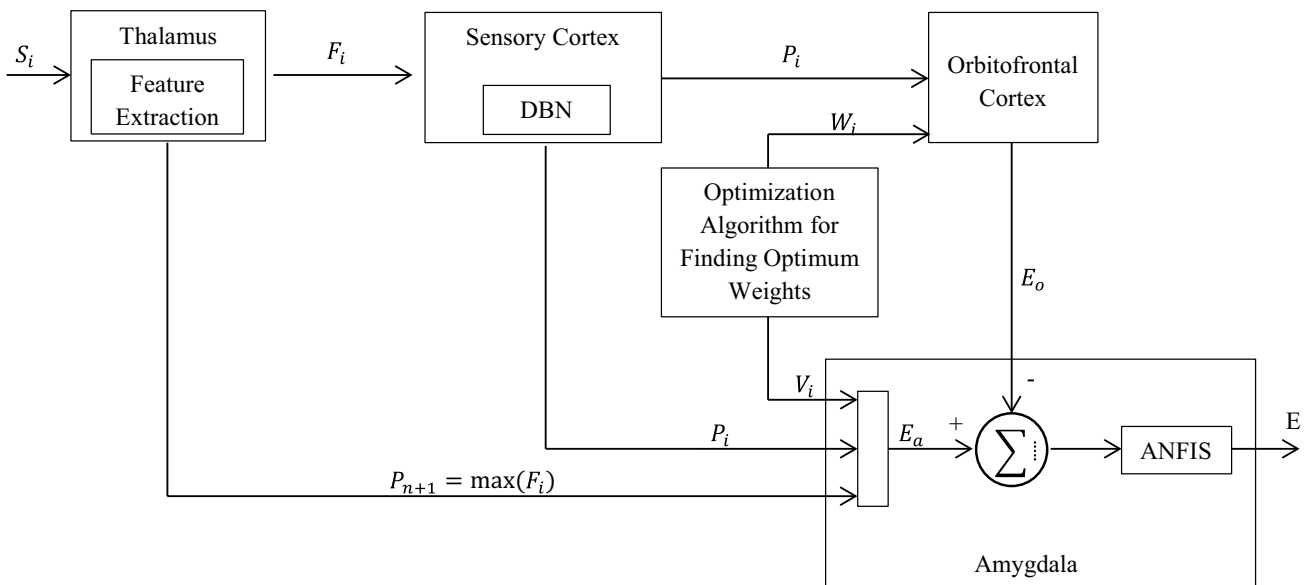 Thalamus
Sensory Cortex
S_i
F_i
P_i
Feature
Extraction
DBN
Orbitofrontal
Cortex
W_i
Optimization
Algorithm for
Finding Optimum
Weights
E_o
V_i
-
P_i
E_a
+
∑
ANFIS
E
P_{n+1} = max(F_i)
Amygdala